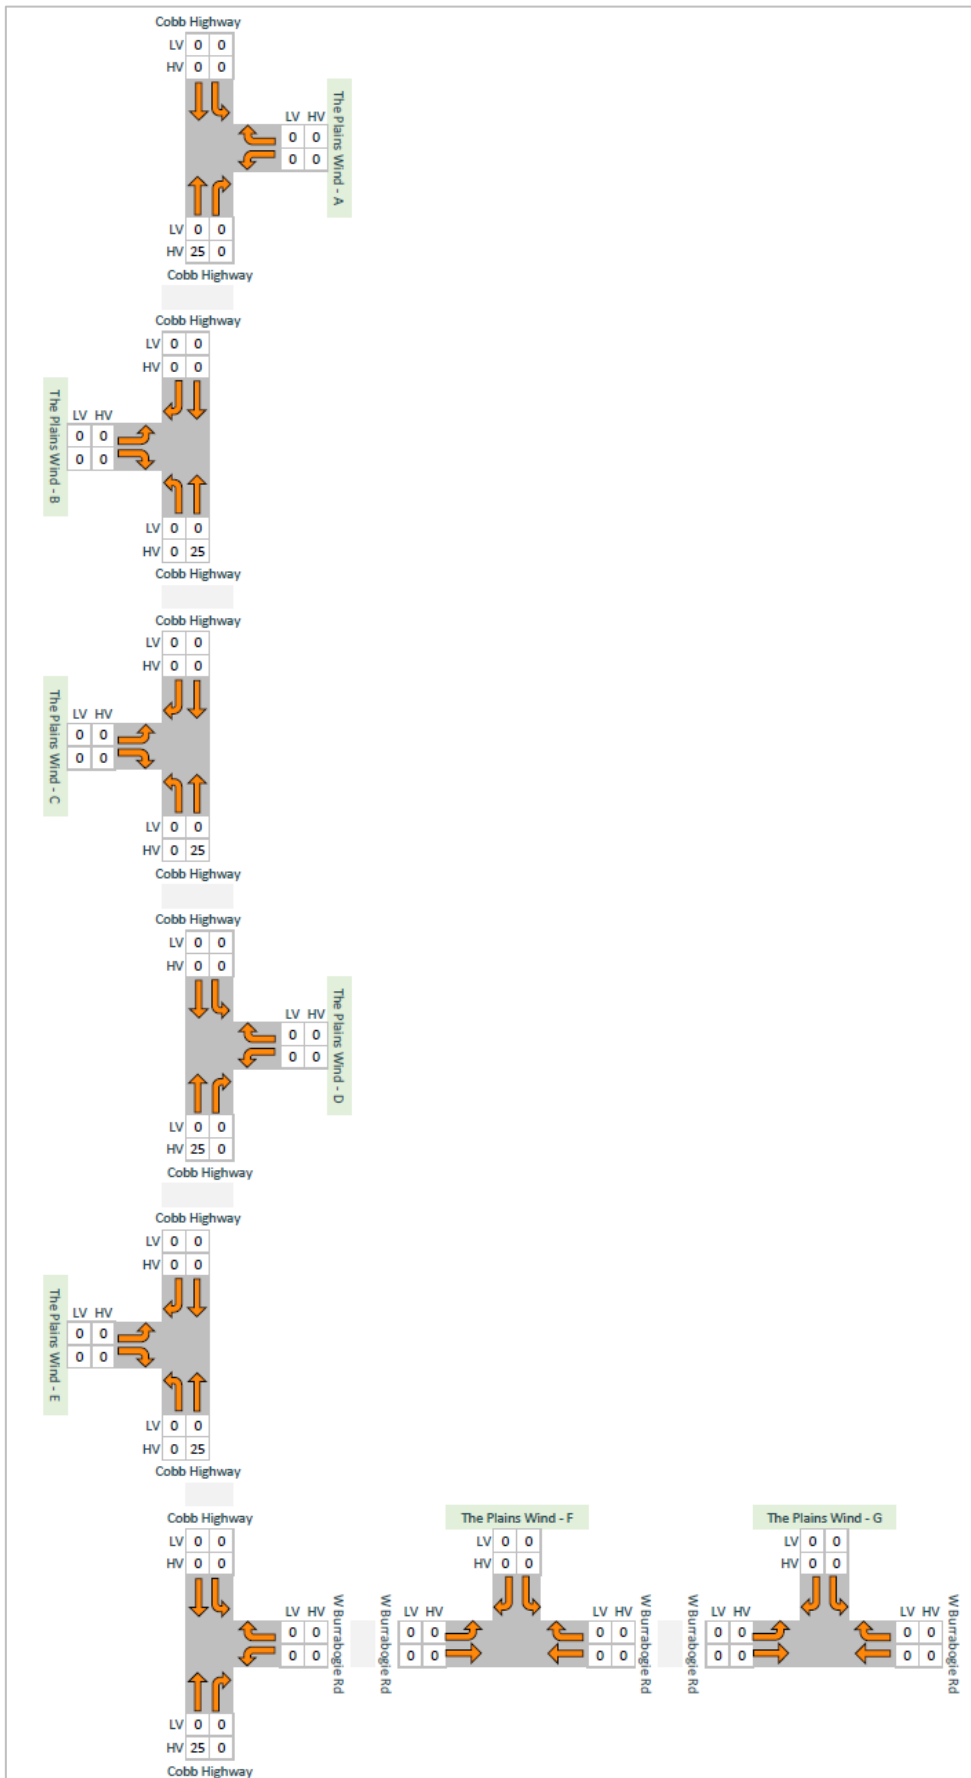 Cobb Highway
LV 0 0
HV 0 0
LV HV
0 0
0 0
The Plains Wind - A
LV 0 0
HV 25 0
Cobb Highway
Cobb Highway
LV 0 0
HV 0 0
The Plains Wind - B
LV HV
0 0
0 0
LV 0 0
HV 0 25
Cobb Highway
Cobb Highway
LV 0 0
HV 0 0
The Plains Wind - C
LV HV
0 0
0 0
LV 0 0
HV 0 25
Cobb Highway
Cobb Highway
LV 0 0
HV 0 0
LV HV
0 0
0 0
The Plains Wind - D
LV 0 0
HV 25 0
Cobb Highway
Cobb Highway
LV 0 0
HV 0 0
The Plains Wind - E
LV HV
0 0
0 0
LV 0 0
HV 0 25
Cobb Highway
Cobb Highway
LV 0 0
HV 0 0
LV HV
0 0
0 0
W Burrabogie Rd
LV 0 0
HV 25 0
Cobb Highway
The Plains Wind - F
LV 0 0
HV 0 0
W Burrabogie Rd
LV HV
0 0
0 0
LV HV
0 0
0 0
W Burrabogie Rd
The Plains Wind - G
LV 0 0
HV 0 0
W Burrabogie Rd
LV HV
0 0
0 0
LV HV
0 0
0 0
W Burrabogie Rd